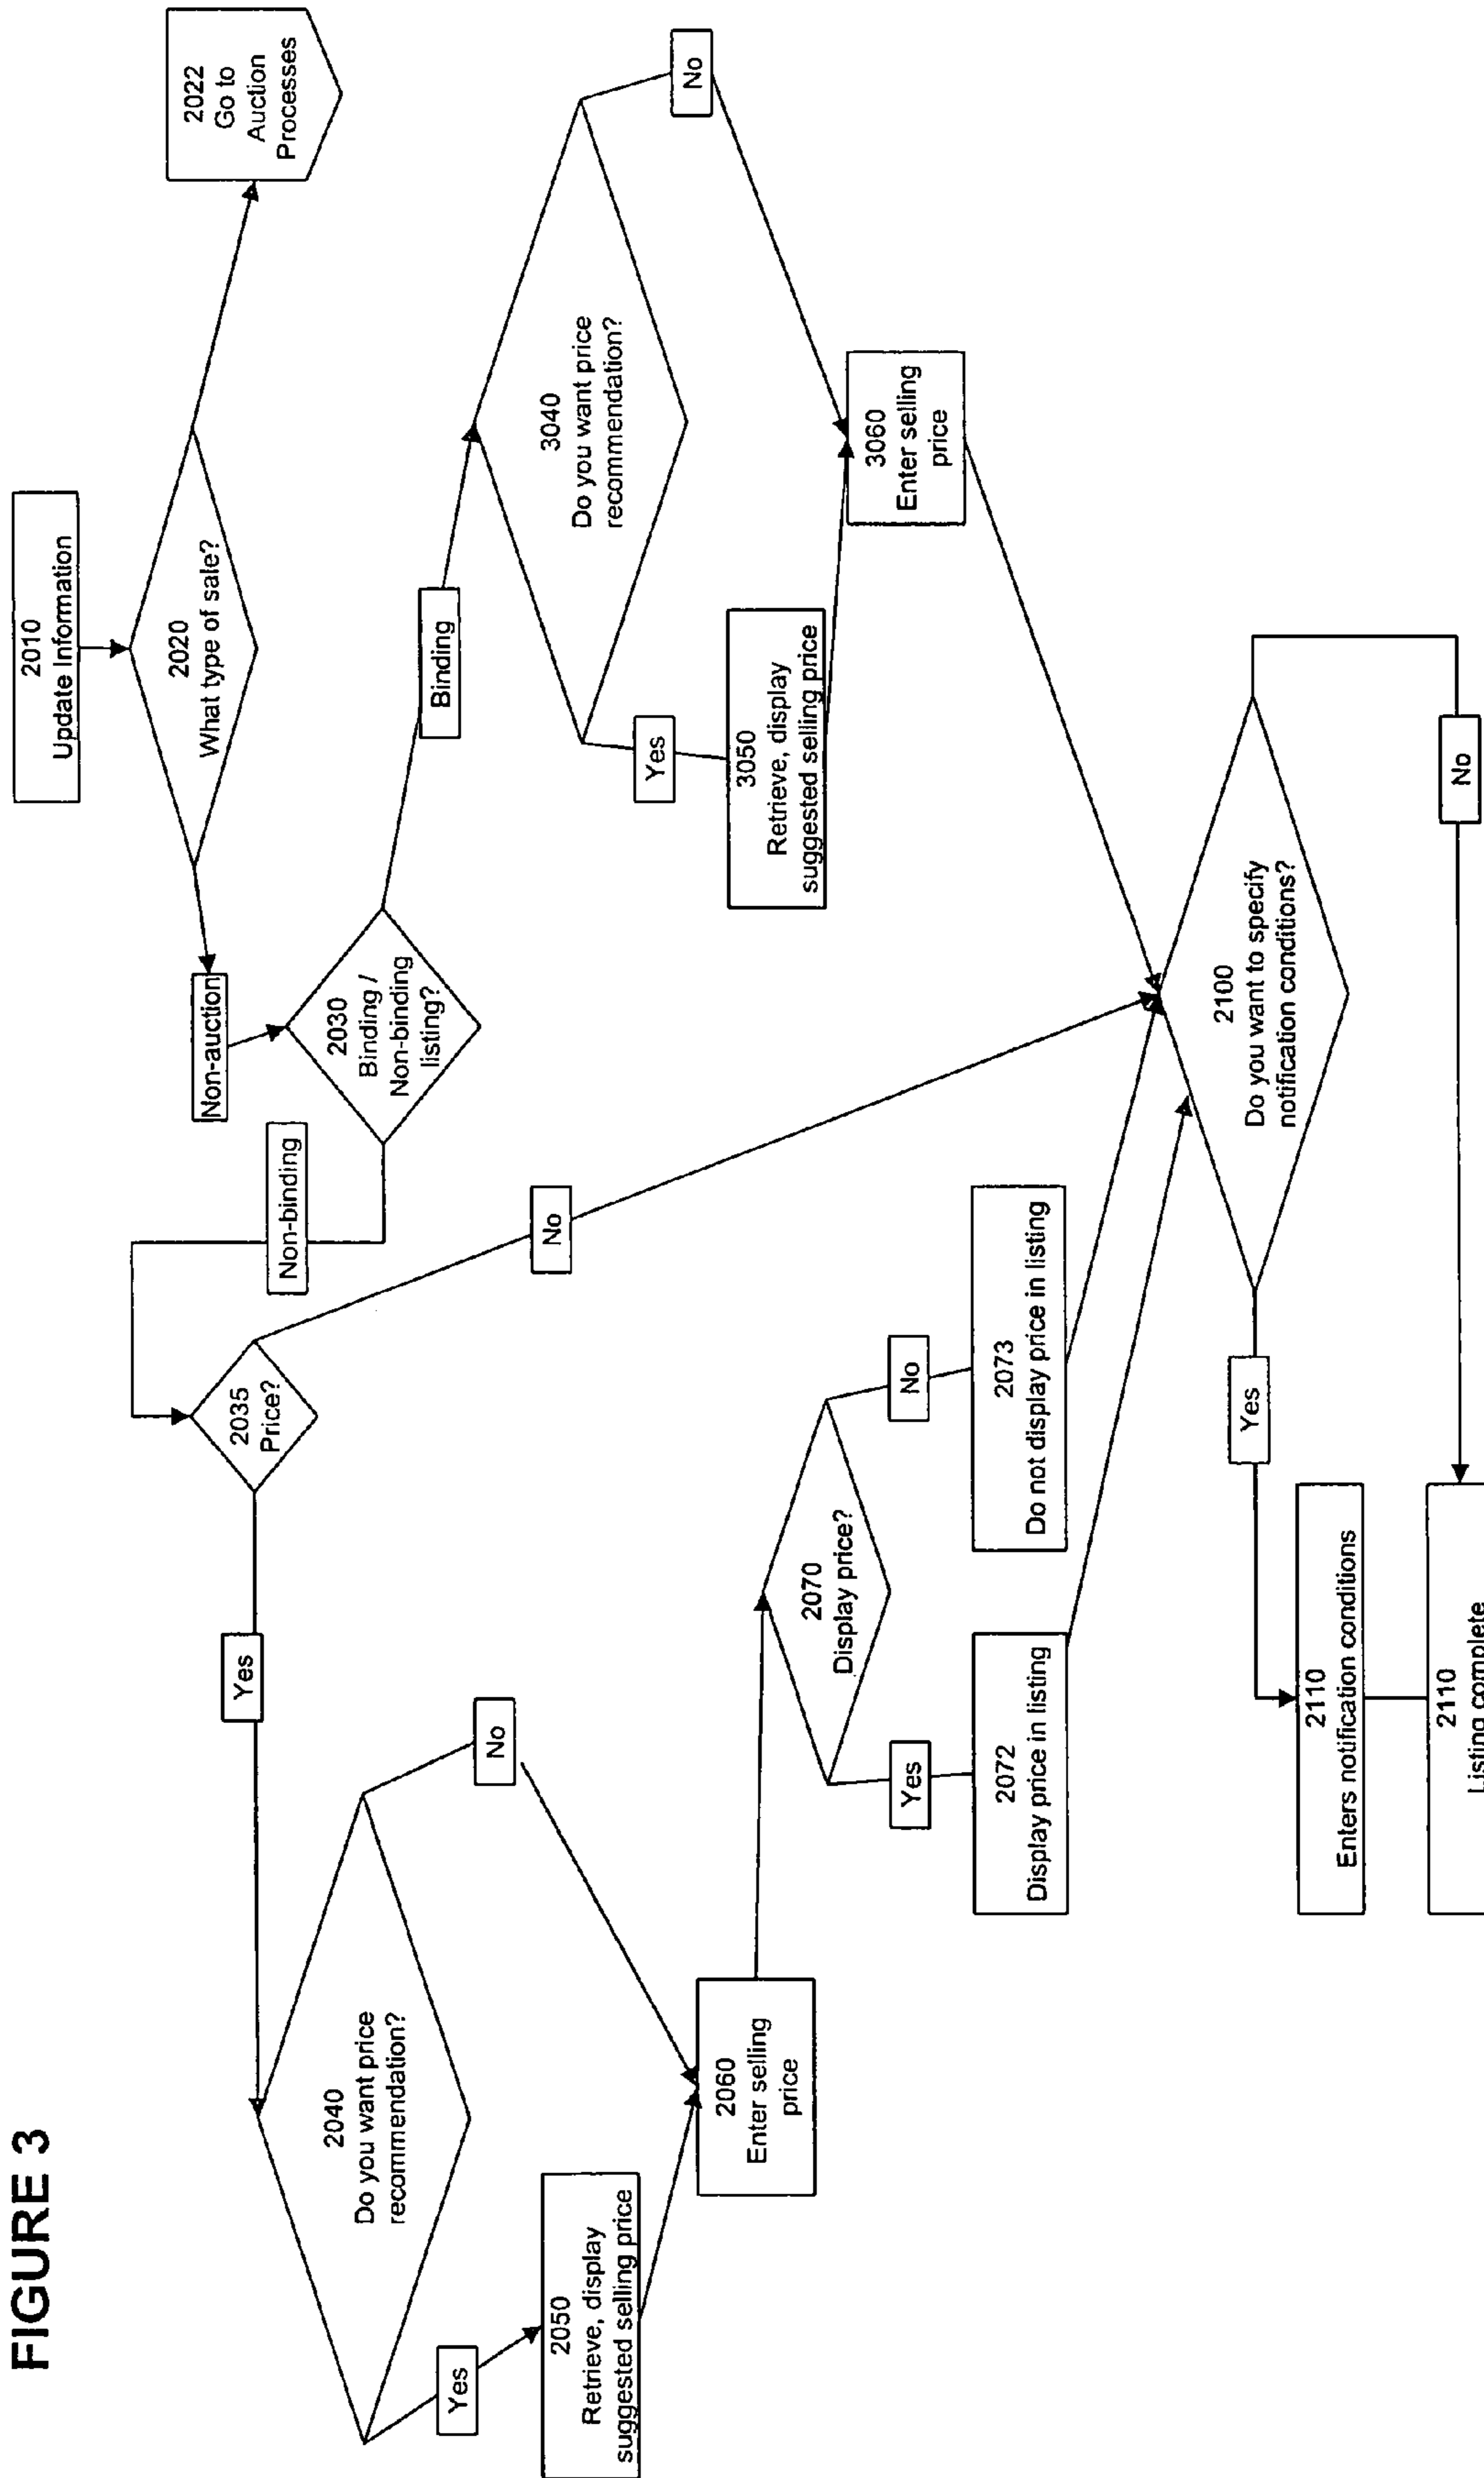 FIGURE 3
2010
Update Information
2020
What type of sale?
2022
Go to
Auction
Processes
Non-auction
2030
Binding /
Non-binding
listing?
Non-binding
Binding
2035
Price?
Yes
No
2040
Do you want price
recommendation?
Yes
No
2050
Retrieve, display
suggested selling price
2060
Enter selling
price
3040
Do you want price
recommendation?
Yes
No
3050
Retrieve, display
suggested selling price
3060
Enter selling
price
2070
Display price?
Yes
No
2072
Display price in listing
2073
Do not display price in listing
2100
Do you want to specify
notification conditions?
Yes
No
2110
Enters notification conditions
2110
Listing complete